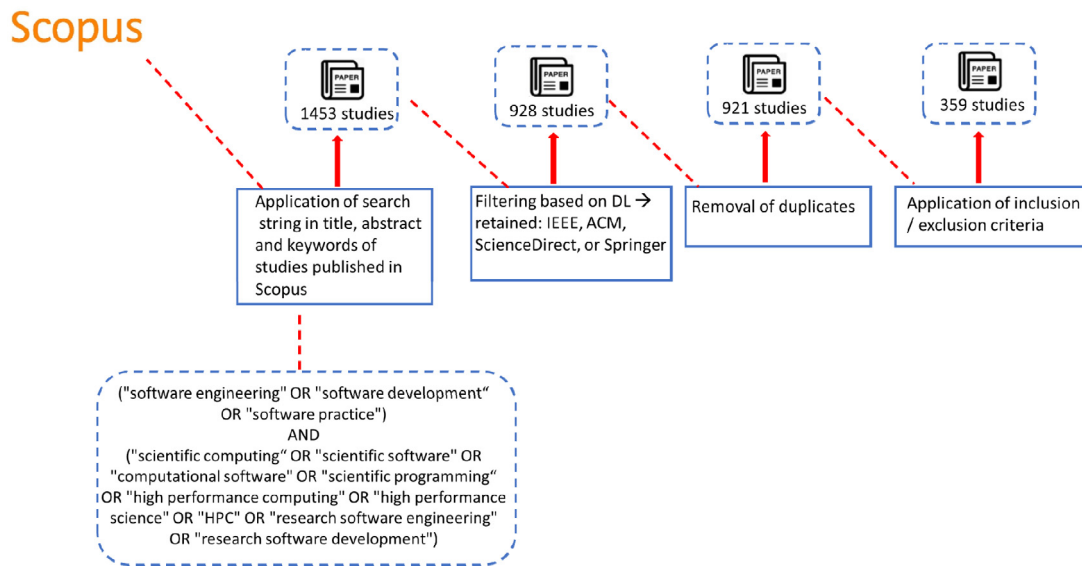 Scopus
PAPER
1453 studies
PAPER
928 studies
PAPER
921 studies
PAPER
359 studies
Application of search
string in title, abstract
and keywords of
studies published in
Scopus
Filtering based on DL →
retained: IEEE, ACM,
ScienceDirect, or Springer
Removal of duplicates
Application of inclusion
/ exclusion criteria
("software engineering" OR "software development“
OR "software practice")
AND
("scientific computing“ OR "scientific software" OR
"computational software" OR "scientific programming“
OR "high performance computing" OR "high performance
science" OR "HPC" OR "research software engineering"
OR "research software development")